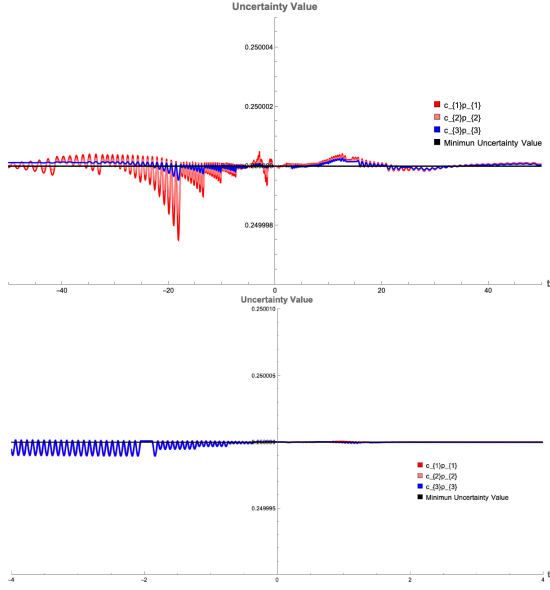 Uncertainty Value
0.250004
0.250002
c_{1}p_{1}
c_{2}p_{2}
c_{3}p_{3}
Minimun Uncertainty Value
0.249998
-40
-20
0
20
40
t
Uncertainty Value
0.250010
0.250005
0.249995
c_{1}p_{1}
c_{2}p_{2}
c_{3}p_{3}
Minimun Uncertainty Value
-4
-2
0
2
4
t